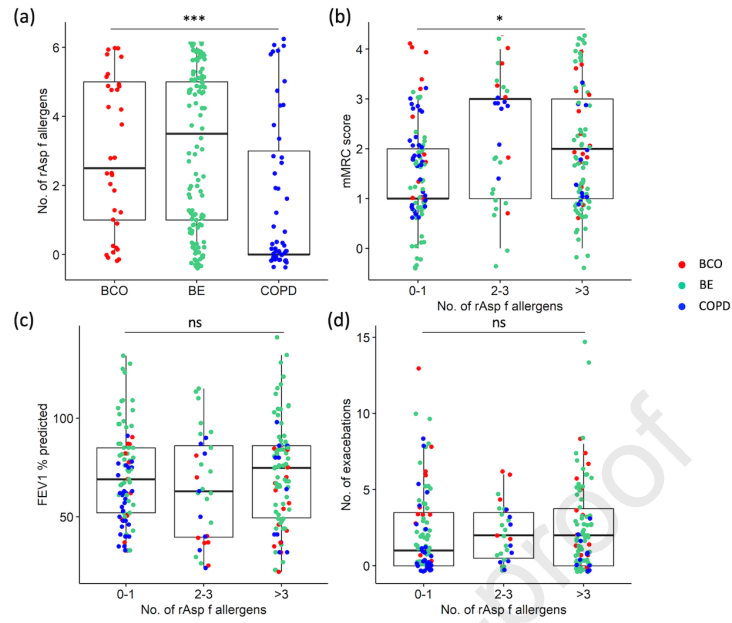 (a)
***
No. of rAsp f allergens
6
4
2
0
BCO BE COPD
(b)
*
mMRC score
4
3
2
1
0
0-1 2-3 >3
No. of rAsp f allergens
BCO
BE
COPD
(c)
ns
FEV1 % predicted
100
50
0-1 2-3 >3
No. of rAsp f allergens
(d)
ns
No. of exacebations
15
10
5
0
0-1 2-3 >3
No. of rAsp f allergens
proof